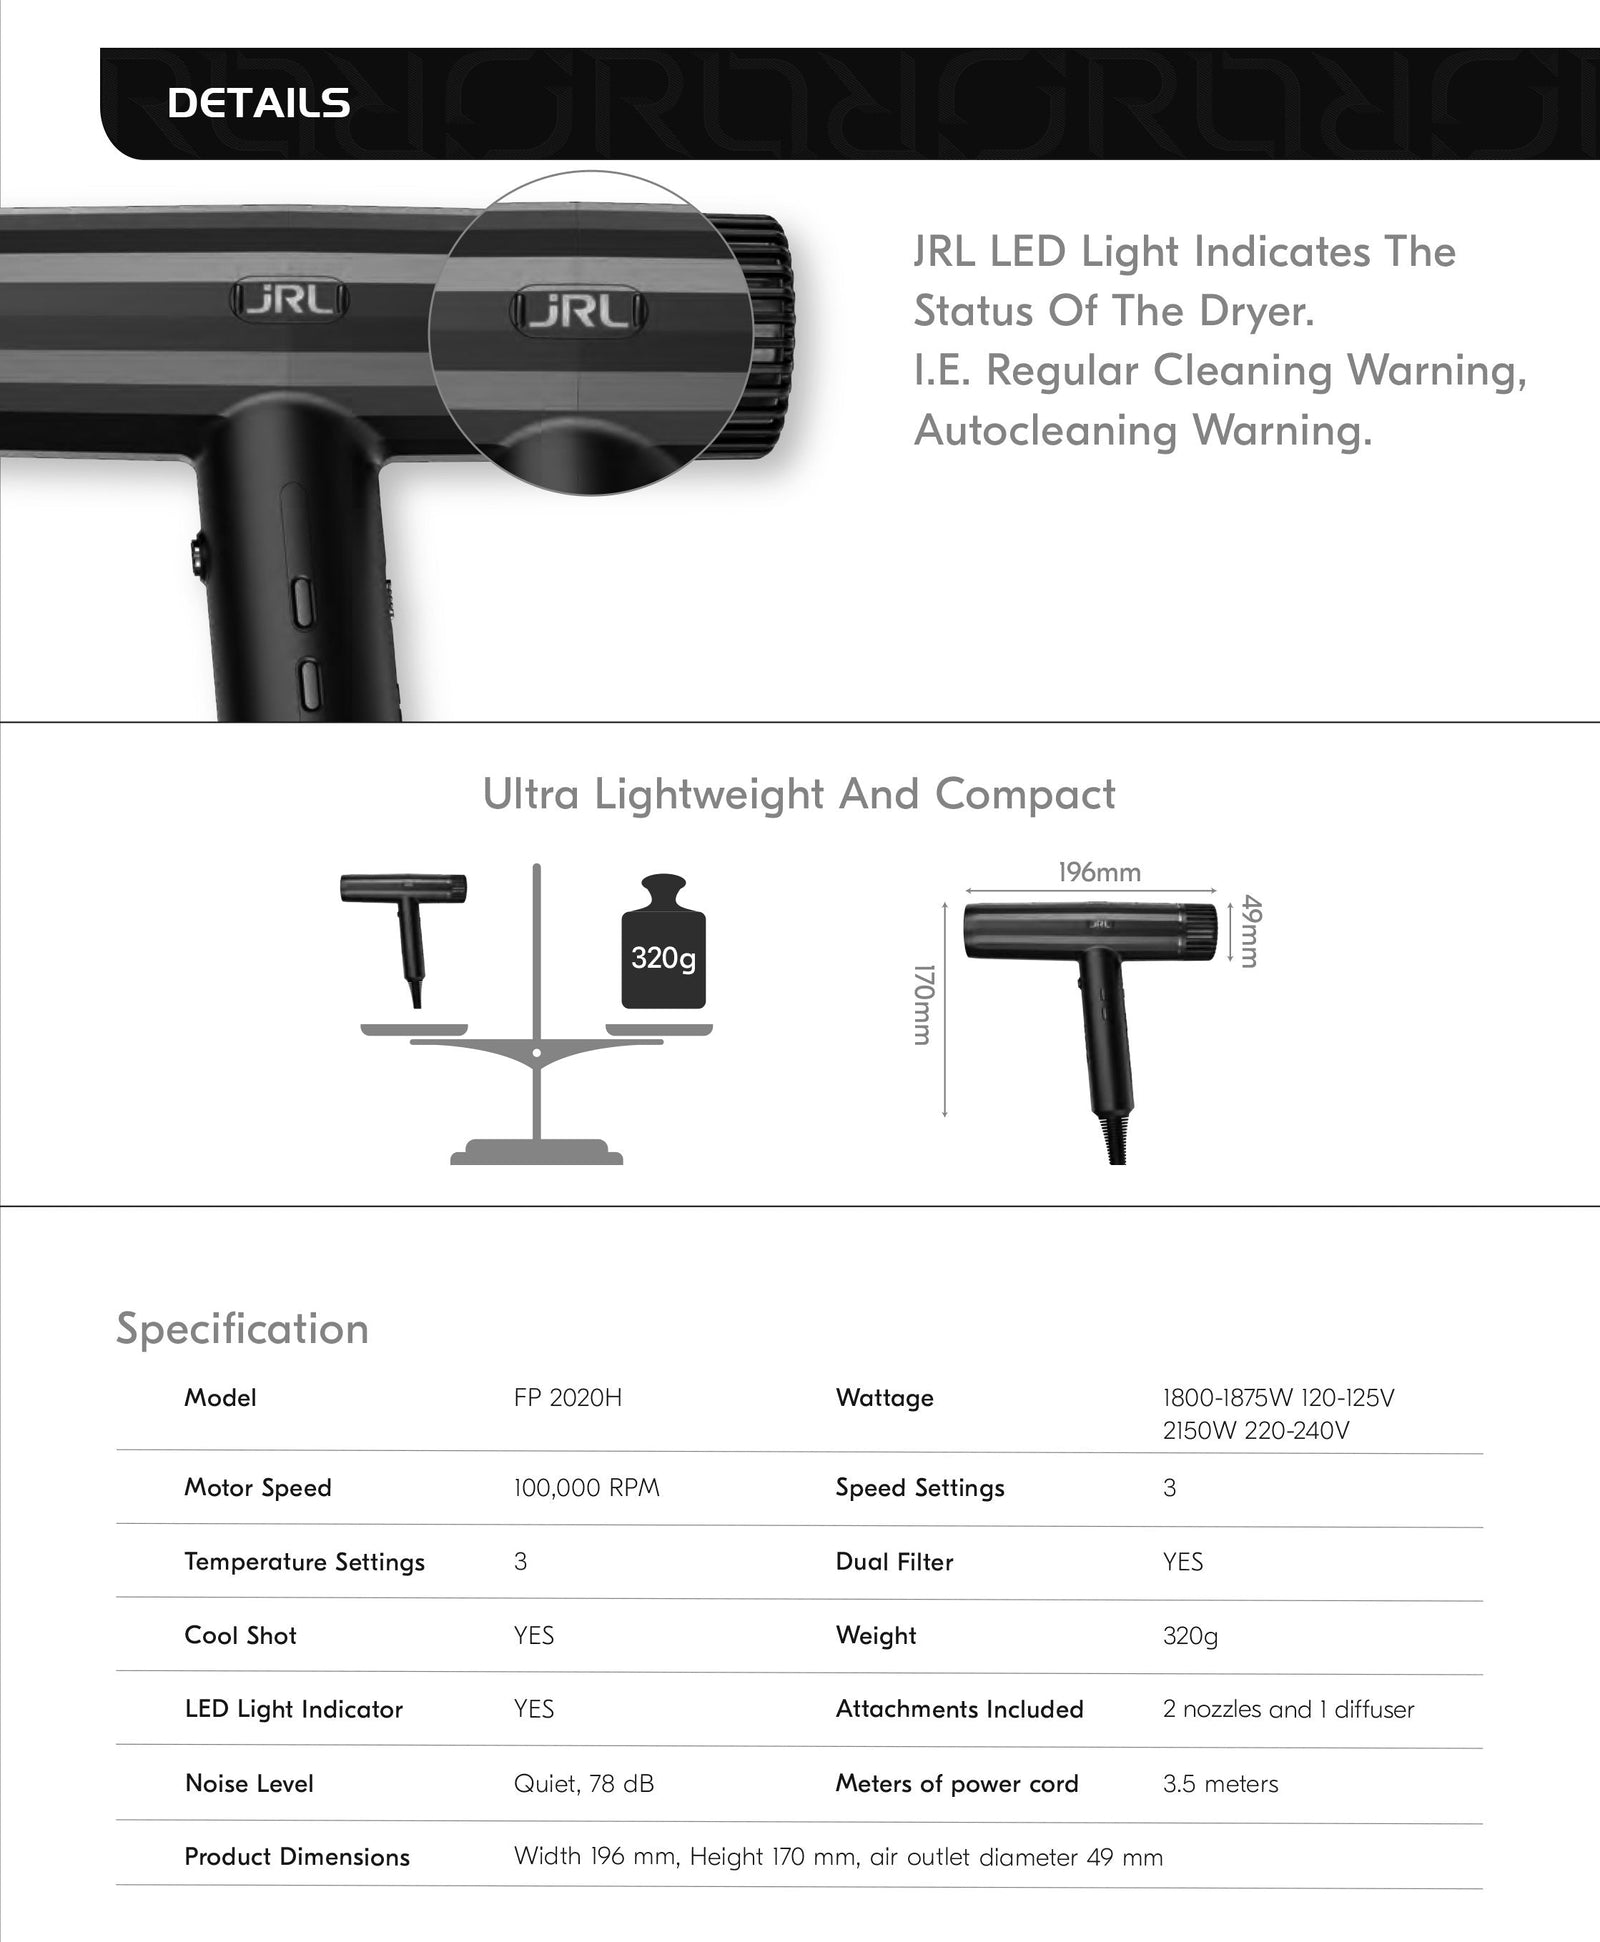 DETAILS
JRL
JRL
JRL LED Light Indicates The
Status Of The Dryer.
I.E. Regular Cleaning Warning,
Autocleaning Warning.
Ultra Lightweight And Compact
320g
196mm
49mm
170mm
JRL
Specification
Model FP 2020H Wattage 1800-1875W 120-125V
2150W 220-240V
Motor Speed 100,000 RPM Speed Settings 3
Temperature Settings 3 Dual Filter YES
Cool Shot YES Weight 320g
LED Light Indicator YES Attachments Included 2 nozzles and 1 diffuser
Noise Level Quiet, 78 dB Meters of power cord 3.5 meters
Product Dimensions Width 196 mm, Height 170 mm, air outlet diameter 49 mm